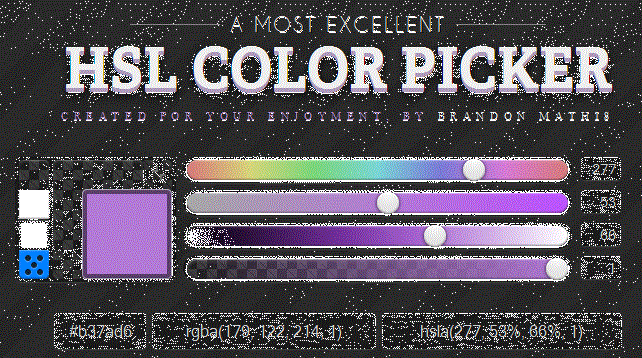 A MOST EXCELLENT
HSL COLOR PICKER
CREATED FOR YOUR ENJOYMENT BY BRANDON MATHIS
277
53
66
1
#b37ad6
rgba(179, 122, 214, 1)
hsla(277, 53%, 66%, 1)